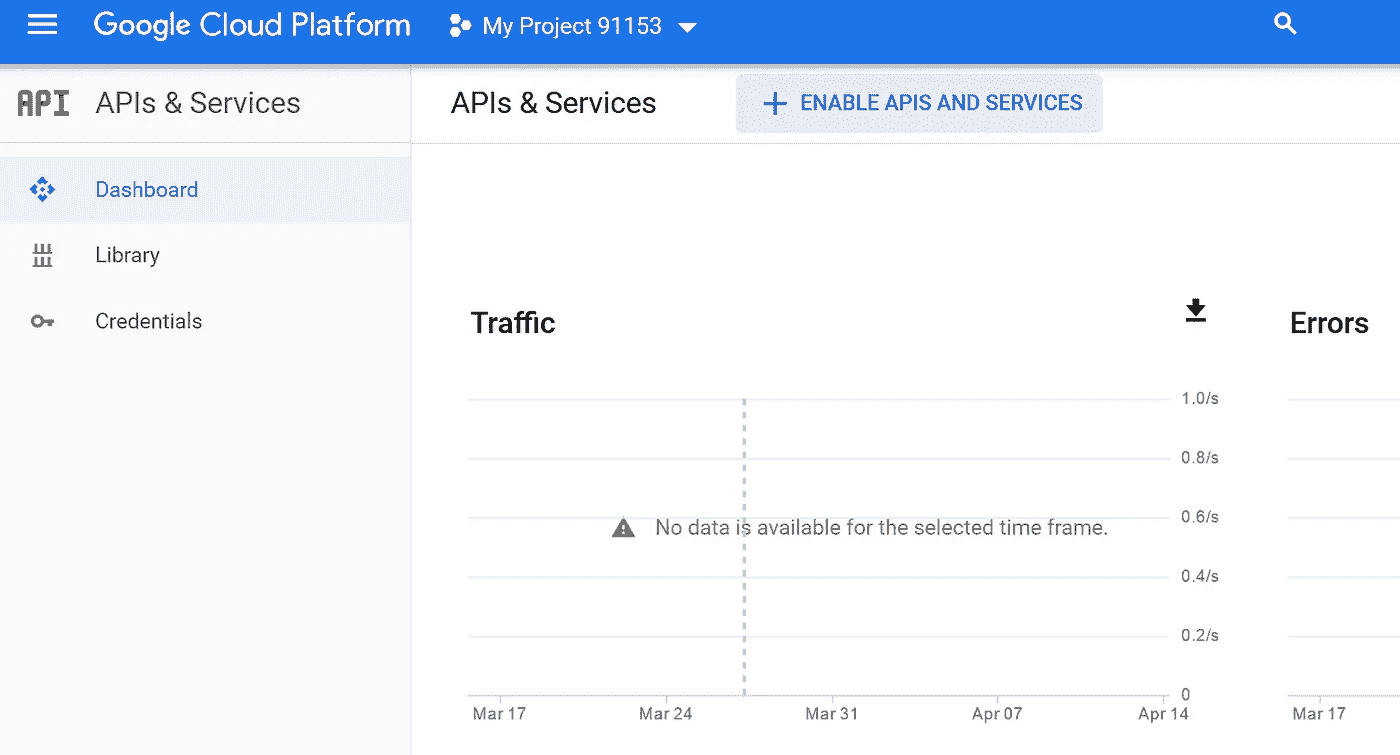 Google Cloud Platform
My Project 91153
API APIs & Services
APIs & Services
ENABLE APIS AND SERVICES
Dashboard
Library
Credentials
Traffic
Errors
1.0/s
0.8/s
0.6/s
No data is available for the selected time frame.
0.4/s
0.2/s
0
Mar 17
Mar 24
Mar 31
Apr 07
Apr 14
Mar 17